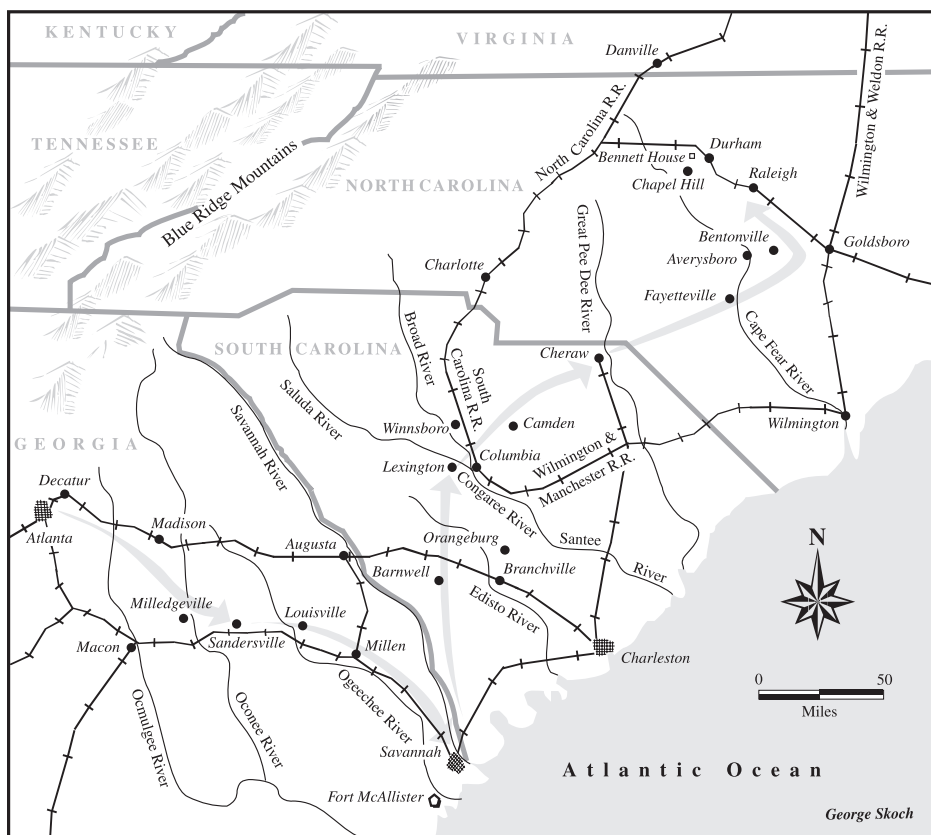 KENTUCKY
VIRGINIA
Danville
Wilmington & Weldon R.R.
TENNESSEE
North Carolina R.R.
Durham
Bennett House
Chapel Hill
Raleigh
Blue Ridge Mountains
NORTH CAROLINA
Great Pee Dee River
Bentonville
Goldsboro
Averysboro
Charlotte
Fayetteville
Broad River
Cape Fear River
SOUTH CAROLINA
Cheraw
South
Carolina R.R.
Saluda River
Savannah River
Winnsboro
Camden
Wilmington
GEORGIA
Wilmington &
Manchester R.R.
Lexington
Columbia
Congaree River
Decatur
Atlanta
Madison
Augusta
Orangeburg
Santee
River
Barnwell
Branchville
Edisto River
N
Milledgeville
Louisville
Sandersville
Macon
Millen
Charleston
0
50
Miles
Ocmulgee River
Oconee River
Ogeechee River
Savannah
Atlantic Ocean
Fort McAllister
George Skoch